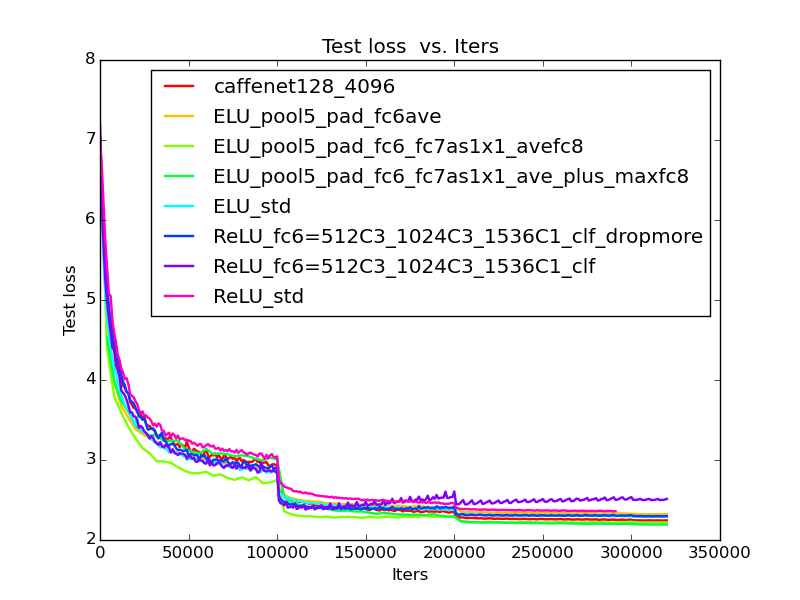 Test loss  vs. Iters
8
7
6
5
4
3
2
Test loss
caffenet128_4096
ELU_pool5_pad_fc6ave
ELU_pool5_pad_fc6_fc7as1x1_avefc8
ELU_pool5_pad_fc6_fc7as1x1_ave_plus_maxfc8
ELU_std
ReLU_fc6=512C3_1024C3_1536C1_clf_dropmore
ReLU_fc6=512C3_1024C3_1536C1_clf
ReLU_std
0 50000 100000 150000 200000 250000 300000 350000
Iters